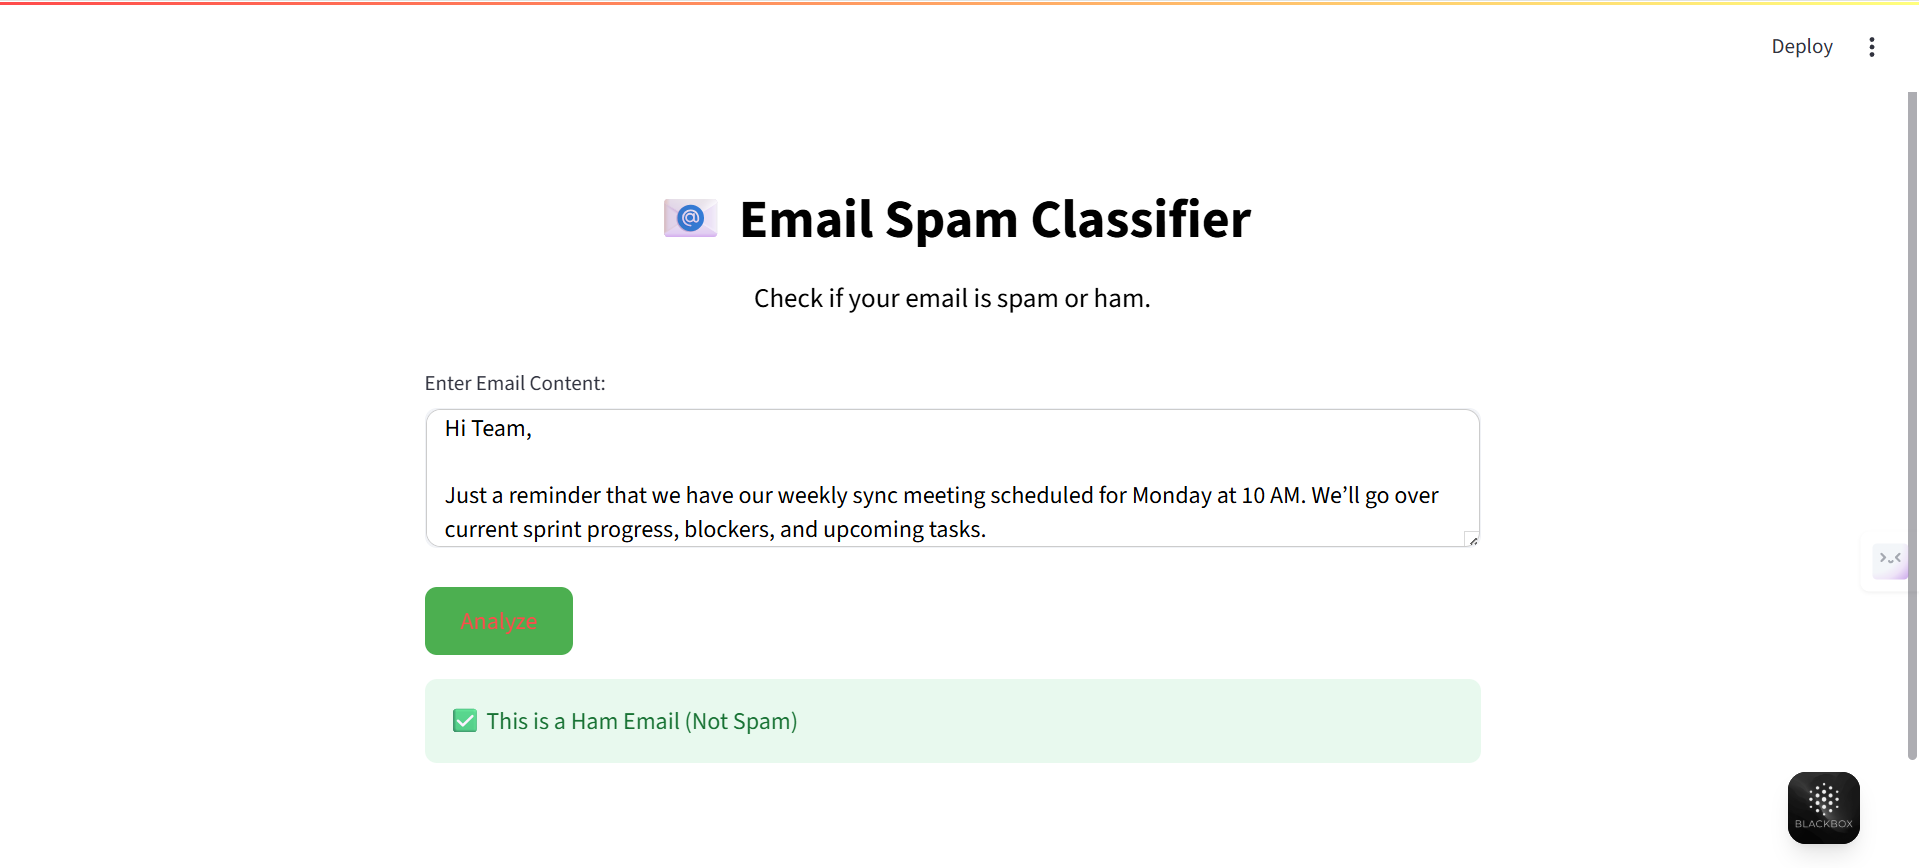 Deploy
Email Spam Classifier
Check if your email is spam or ham.
Enter Email Content:
Hi Team,
Just a reminder that we have our weekly sync meeting scheduled for Monday at 10 AM. We’ll go over
current sprint progress, blockers, and upcoming tasks.
Analyze
This is a Ham Email (Not Spam)
BLACKBOX